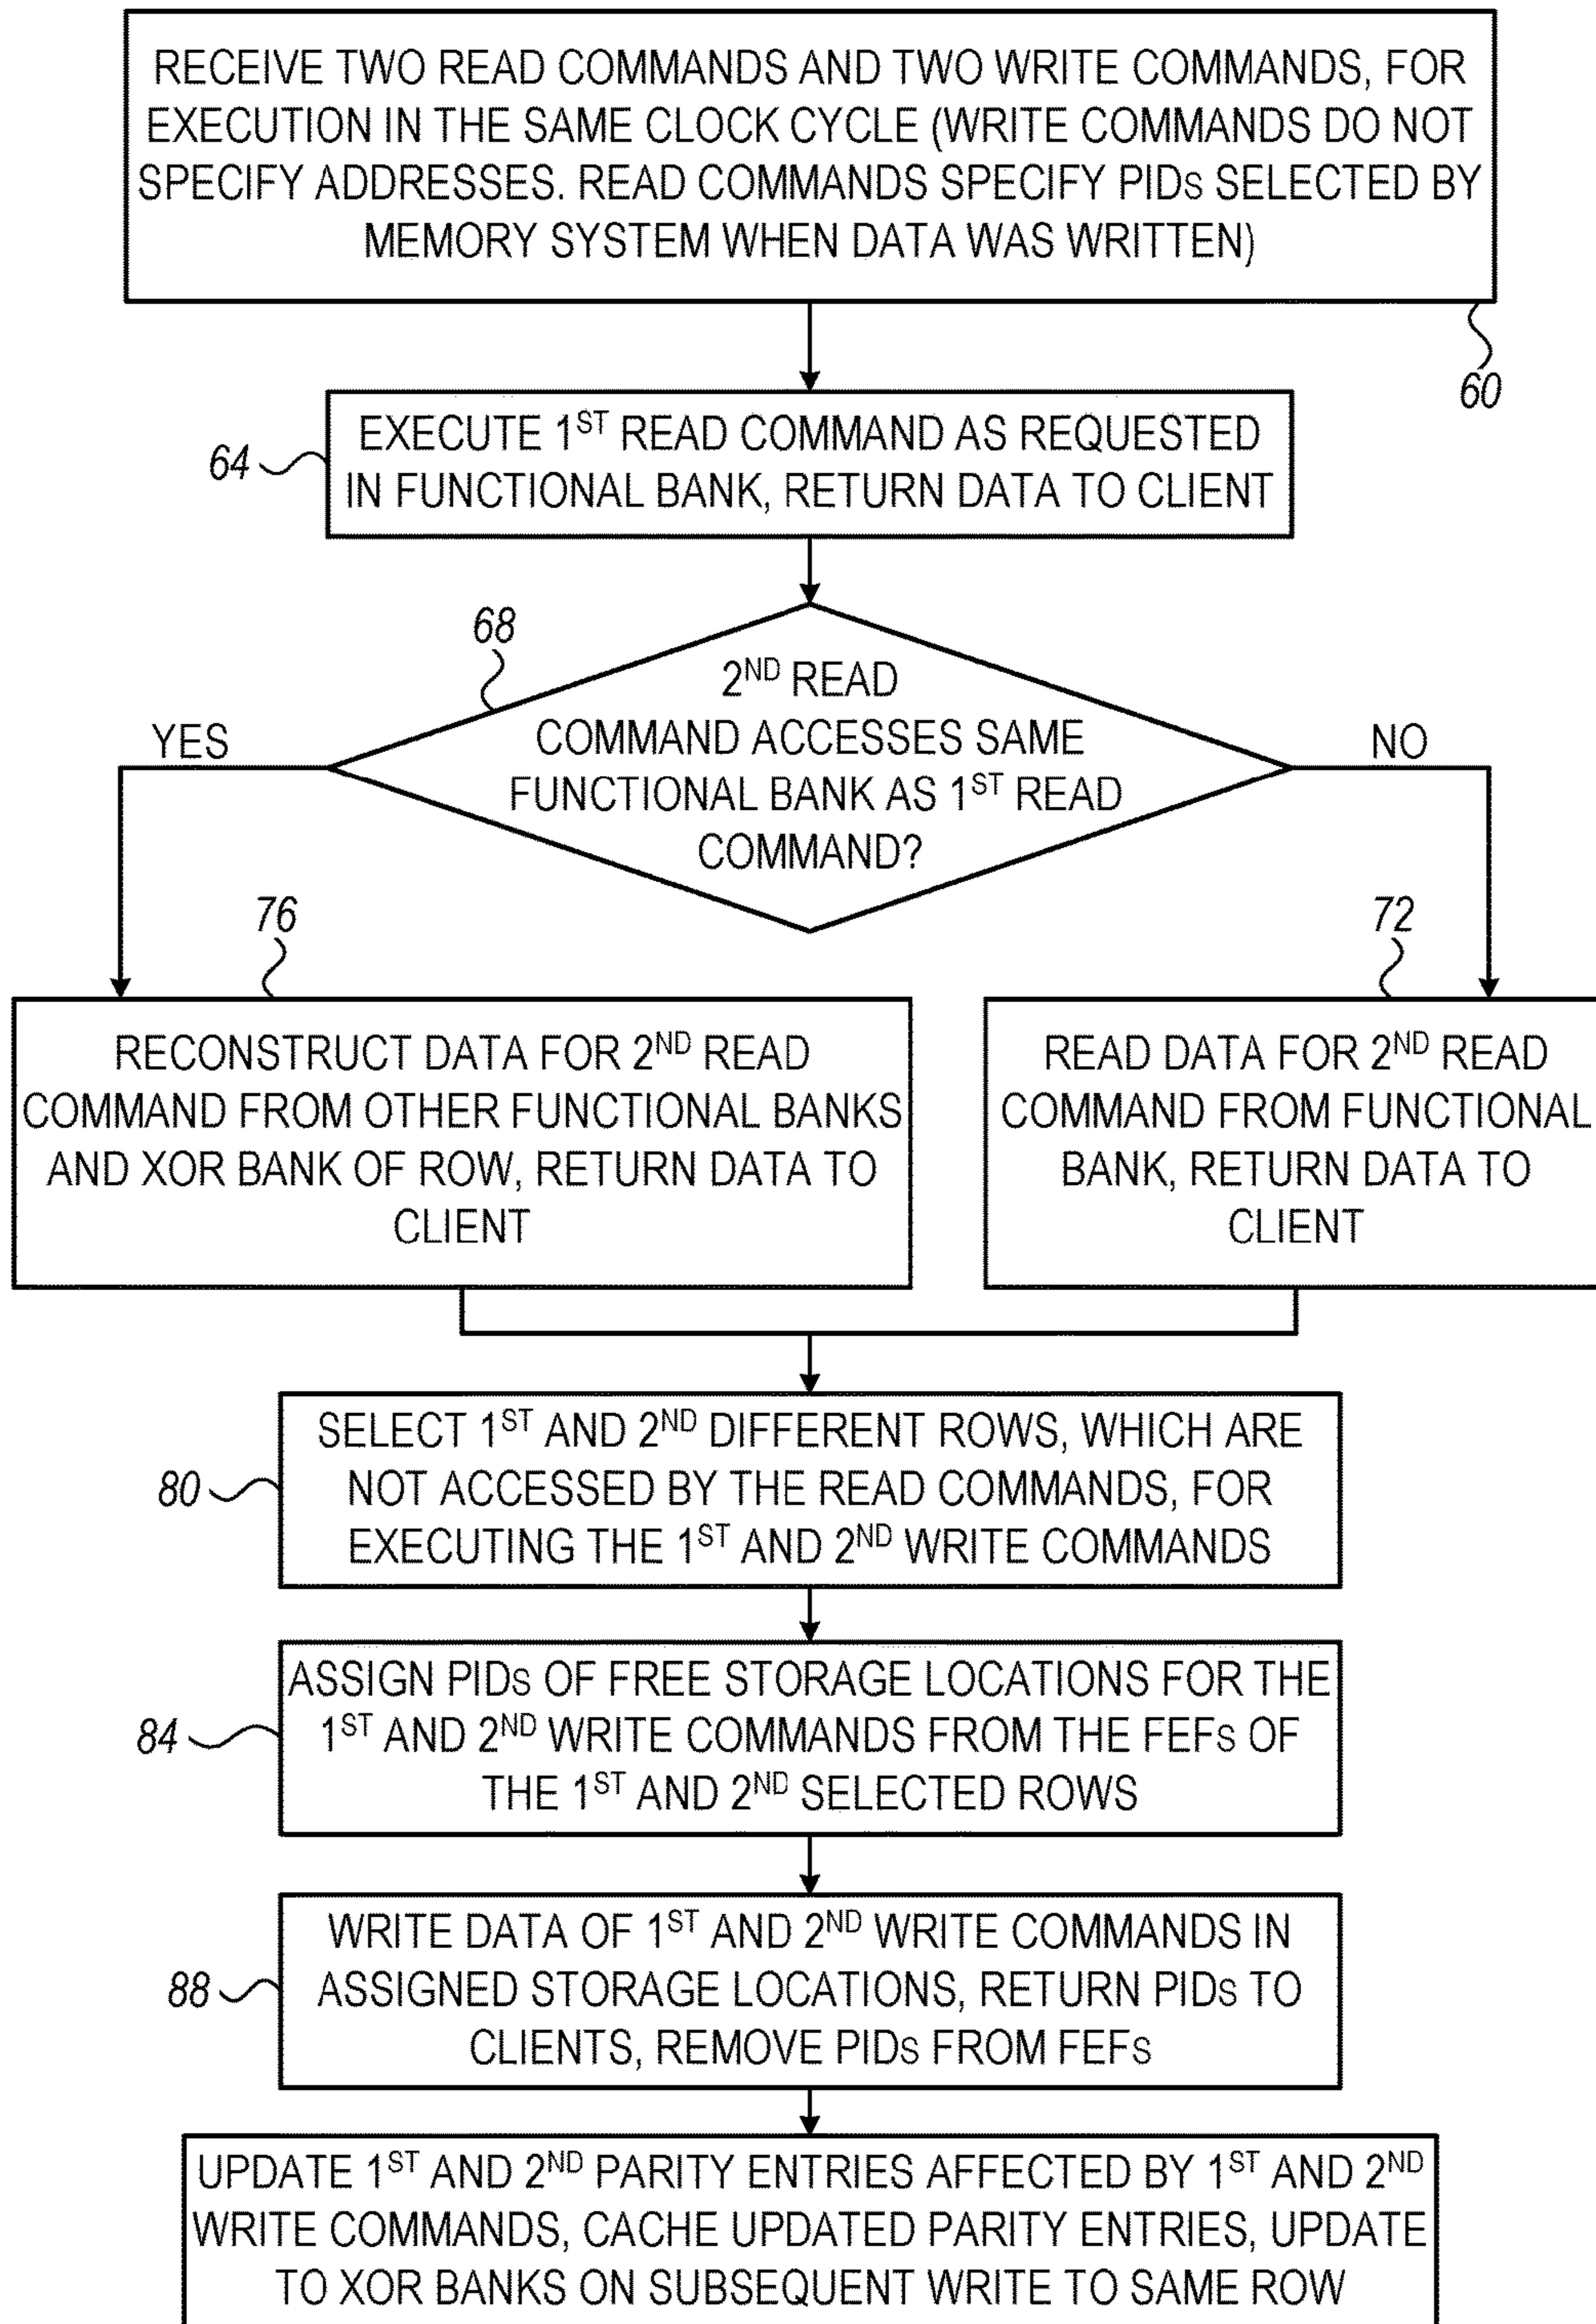 RECEIVE TWO READ COMMANDS AND TWO WRITE COMMANDS, FOR
EXECUTION IN THE SAME CLOCK CYCLE (WRITE COMMANDS DO NOT
SPECIFY ADDRESSES. READ COMMANDS SPECIFY PIDs SELECTED BY
MEMORY SYSTEM WHEN DATA WAS WRITTEN)
60
EXECUTE 1ST READ COMMAND AS REQUESTED
IN FUNCTIONAL BANK, RETURN DATA TO CLIENT
64
68
2ND READ
COMMAND ACCESSES SAME
FUNCTIONAL BANK AS 1ST READ
COMMAND?
YES
NO
76
72
RECONSTRUCT DATA FOR 2ND READ
COMMAND FROM OTHER FUNCTIONAL BANKS
AND XOR BANK OF ROW, RETURN DATA TO
CLIENT
READ DATA FOR 2ND READ
COMMAND FROM FUNCTIONAL
BANK, RETURN DATA TO
CLIENT
SELECT 1ST AND 2ND DIFFERENT ROWS, WHICH ARE
NOT ACCESSED BY THE READ COMMANDS, FOR
EXECUTING THE 1ST AND 2ND WRITE COMMANDS
80
ASSIGN PIDs OF FREE STORAGE LOCATIONS FOR THE
1ST AND 2ND WRITE COMMANDS FROM THE FEFs OF
THE 1ST AND 2ND SELECTED ROWS
84
WRITE DATA OF 1ST AND 2ND WRITE COMMANDS IN
ASSIGNED STORAGE LOCATIONS, RETURN PIDs TO
CLIENTS, REMOVE PIDs FROM FEFs
88
UPDATE 1ST AND 2ND PARITY ENTRIES AFFECTED BY 1ST AND 2ND
WRITE COMMANDS, CACHE UPDATED PARITY ENTRIES, UPDATE
TO XOR BANKS ON SUBSEQUENT WRITE TO SAME ROW